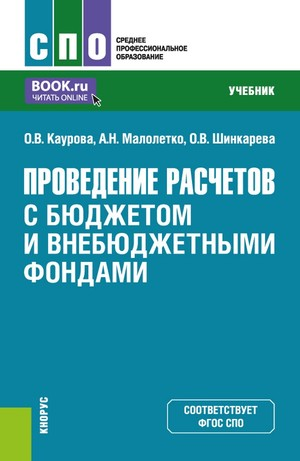 СПО
СРЕДНЕЕ
ПРОФЕССИОНАЛЬНОЕ
ОБРАЗОВАНИЕ
BOOK.ru
ЧИТАТЬ ONLINE
УЧЕБНИК
О.В. Каурова, А.Н. Малолетко, О.В. Шинкарева
ПРОВЕДЕНИЕ РАСЧЕТОВ
С БЮДЖЕТОМ
И ВНЕБЮДЖЕТНЫМИ
ФОНДАМИ
КНОРУС
СООТВЕТСТВУЕТ
ФГОС СПО